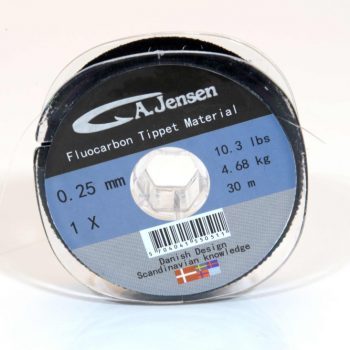 A.Jensen
Fluocarbon Tippet Material
0.25 mm
1 X
10.3 lbs
4.68 kg
30 m
Danish Design
Scandinavian knowledge